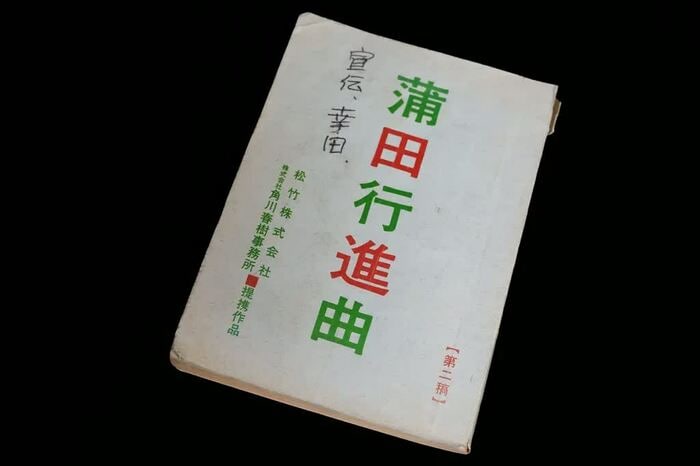 蒲田行進曲
宣伝、幸田、
松竹株式会社
株式会社角川春樹事務所■提携作品
【第二稿】